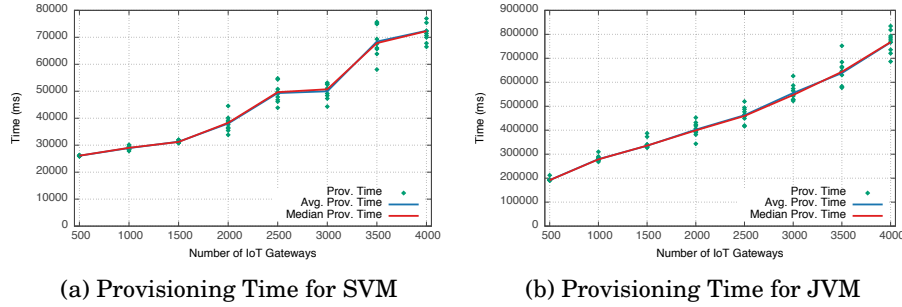 80000
70000
60000
50000
40000
30000
20000
10000
0
Time (ms)
Prov. Time
Avg. Prov. Time
Median Prov. Time
500 1000 1500 2000 2500 3000 3500 4000
Number of IoT Gateways
(a) Provisioning Time for SVM
900000
800000
700000
600000
500000
400000
300000
200000
100000
0
Time (ms)
Prov. Time
Avg. Prov. Time
Median Prov. Time
500 1000 1500 2000 2500 3000 3500 4000
Number of IoT Gateways
(b) Provisioning Time for JVM